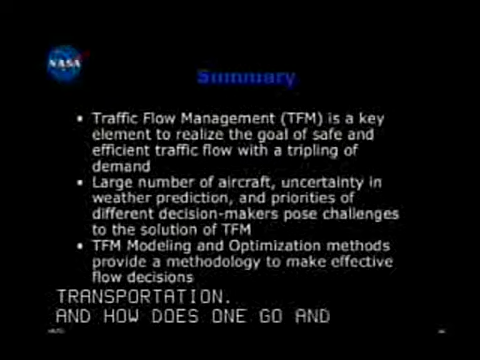 NASA
Summary
• Traffic Flow Management (TFM) is a key
element to realize the goal of safe and
efficient traffic flow with a tripling of
demand
• Large number of aircraft, uncertainty in
weather prediction, and priorities of
different decision-makers pose challenges
to the solution of TFM
• TFM Modeling and Optimization methods
provide a methodology to make effective
flow decisions
TRANSPORTATION.
AND HOW DOES ONE GO AND